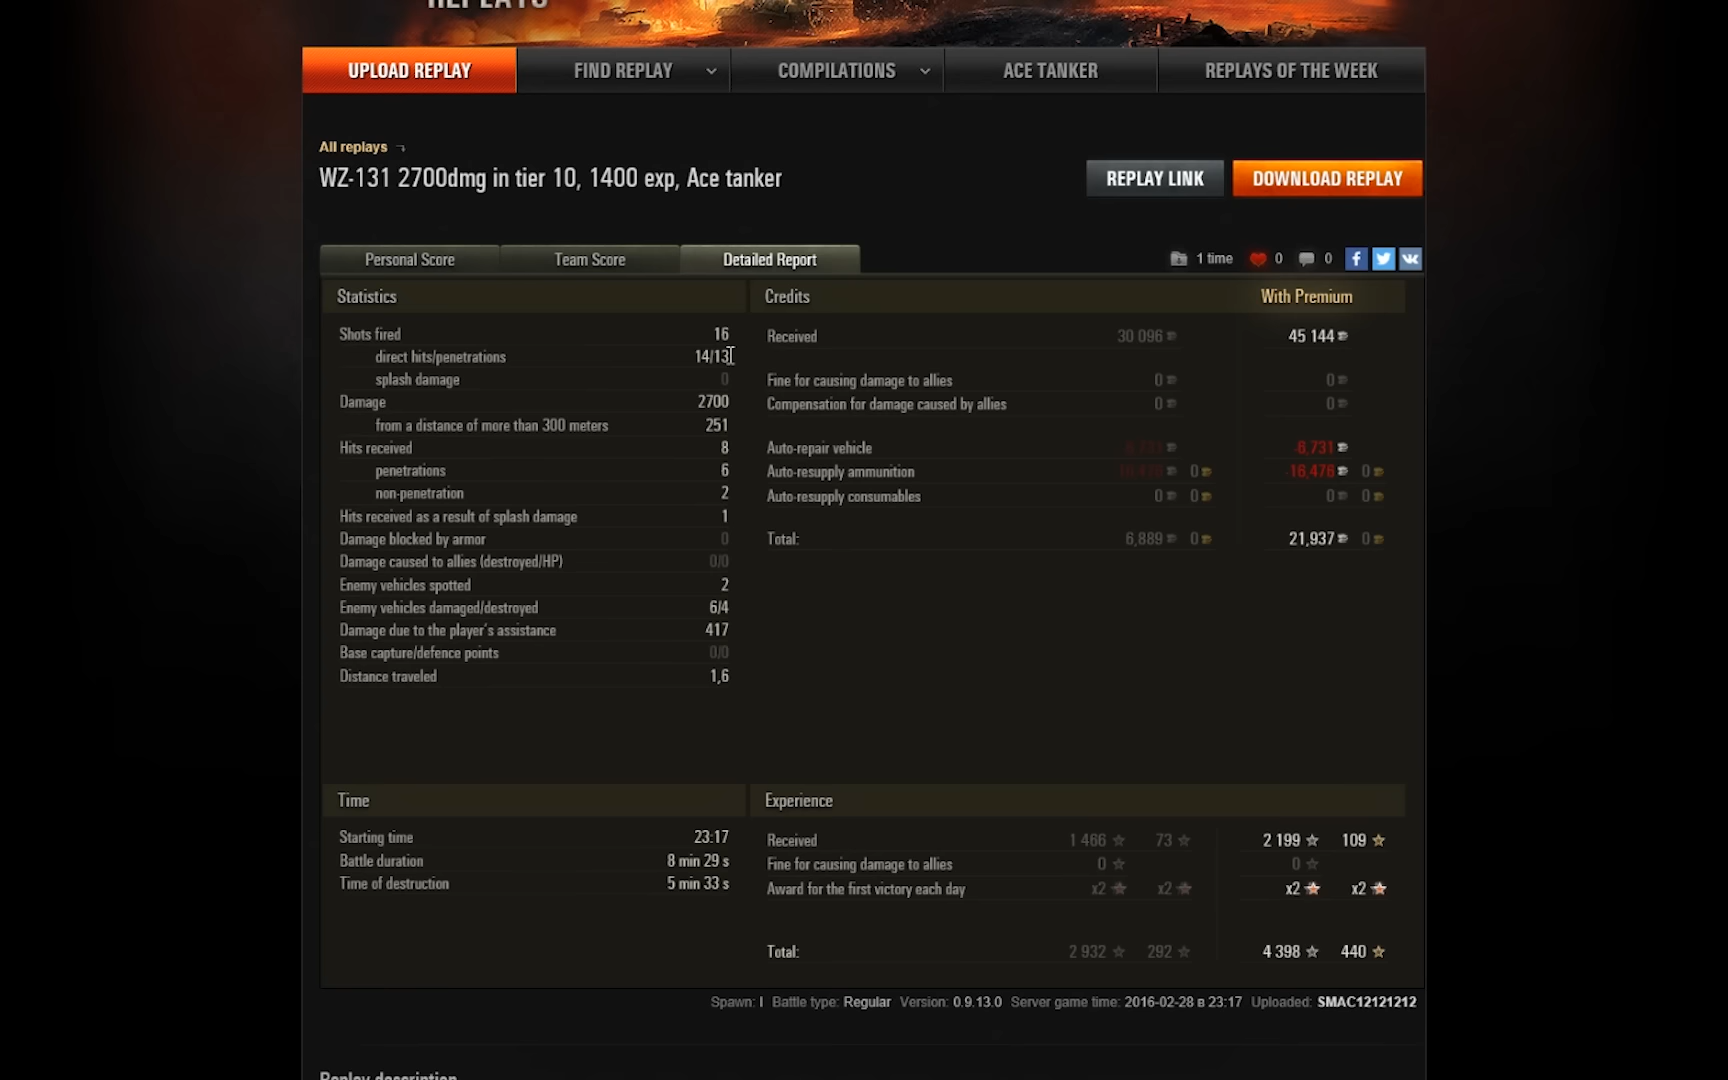 REPLAYS
UPLOAD REPLAY FIND REPLAY COMPILATIONS ACE TANKER REPLAYS OF THE WEEK
All replays
WZ-131 2700dmg in tier 10, 1400 exp, Ace tanker REPLAY LINK DOWNLOAD REPLAY
Personal Score Team Score Detailed Report 1 time 0 0
Statistics Credits With Premium
Shots fired 16
direct hits/penetrations 14/13
splash damage 0
Damage 2700
from a distance of more than 300 meters 251
Hits received 8
penetrations 6
non-penetration 2
Hits received as a result of splash damage 1
Damage blocked by armor 0
Damage caused to allies (destroyed/HP) 0/0
Enemy vehicles spotted 2
Enemy vehicles damaged/destroyed 6/4
Damage due to the player's assistance 417
Base capture/defence points 0/0
Distance traveled 1,6
Received 30 096 45 144
Fine for causing damage to allies 0 0
Compensation for damage caused by allies 0 0
Auto-repair vehicle -6,731 -6,731
Auto-resupply ammunition -16,476 0 -16,476 0
Auto-resupply consumables 0 0 0 0
Total: 6,889 0 21,937 0
Time Experience
Starting time 23:17
Battle duration 8 min 29 s
Time of destruction 5 min 33 s
Received 1 466 73 2 199 109
Fine for causing damage to allies 0 0
Award for the first victory each day x2 x2 x2 x2
Total: 2 932 292 4 398 440
Spawn: I Battle type: Regular Version: 0.9.13.0 Server game time: 2016-02-28 в 23:17 Uploaded: SMAC12121212
Replay description